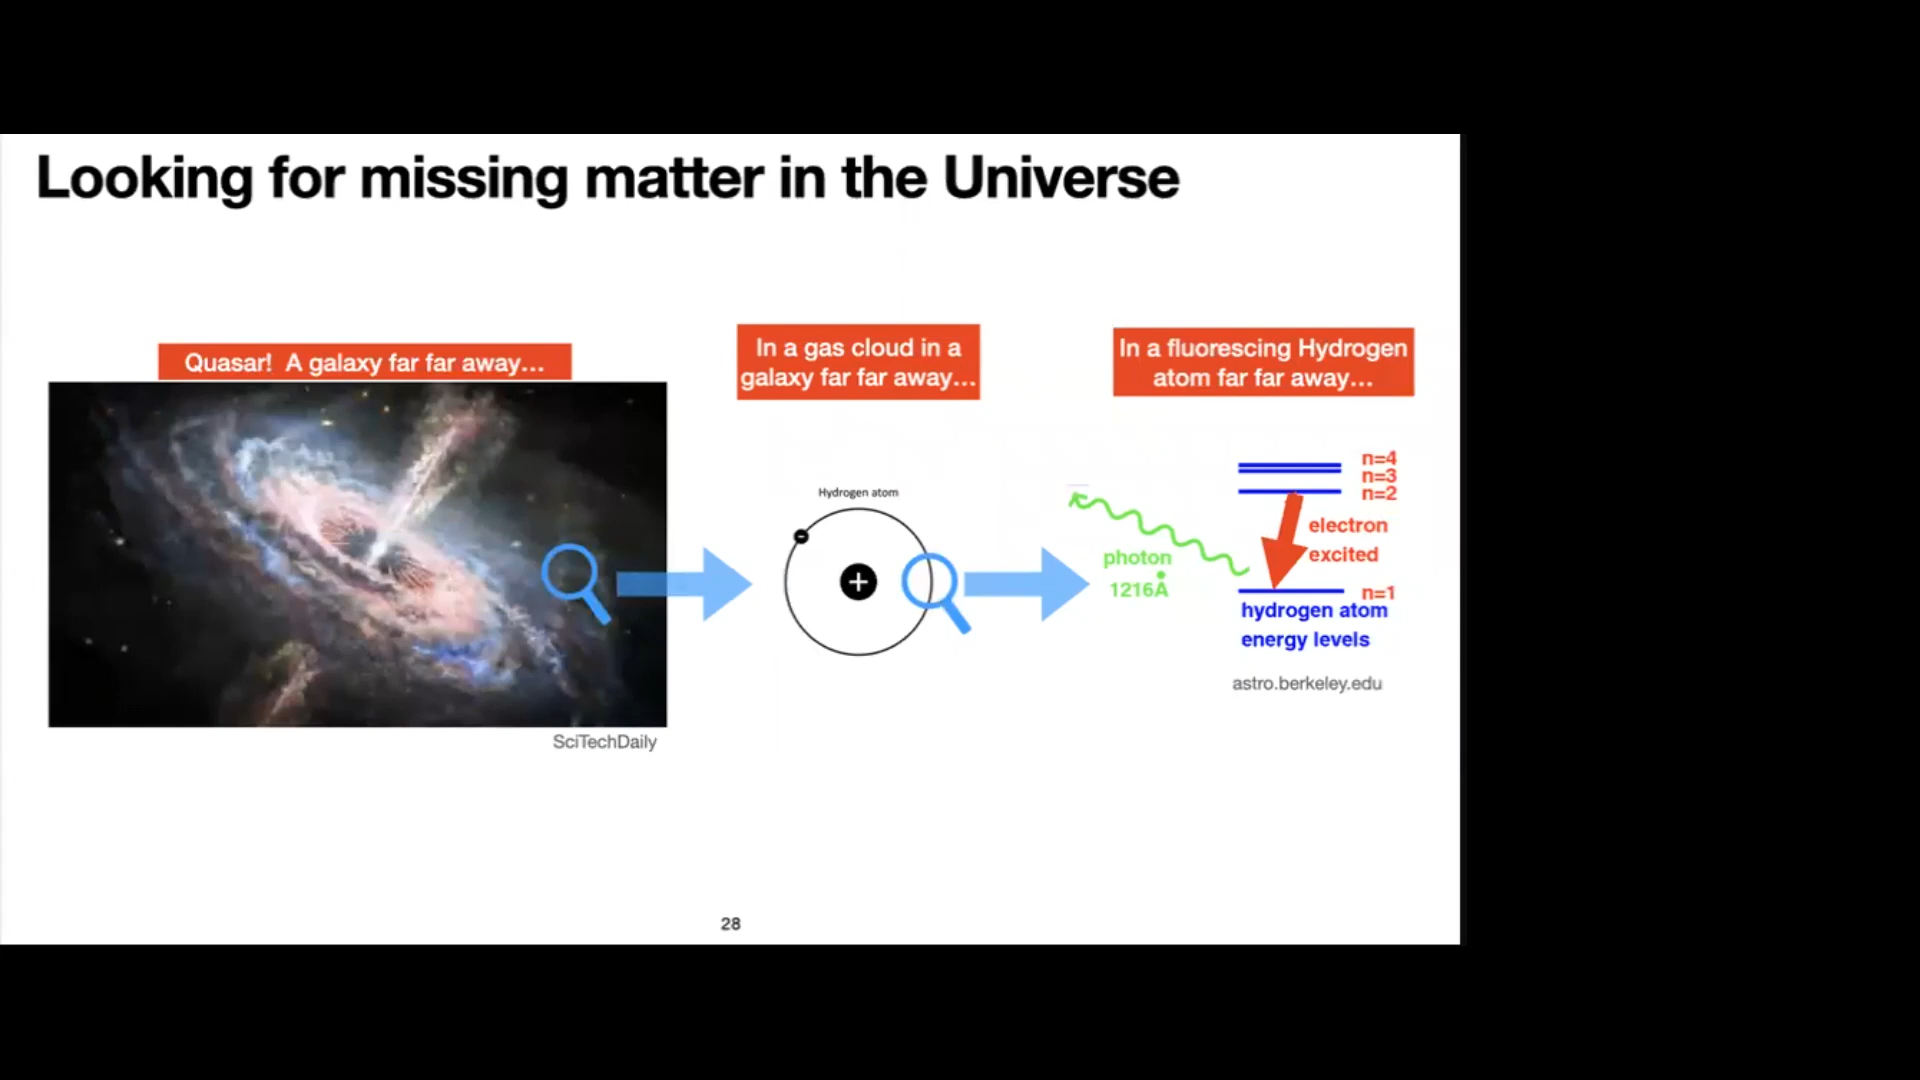 Looking for missing matter in the Universe
Quasar! A galaxy far far away...
SciTechDaily
In a gas cloud in a
galaxy far far away...
Hydrogen atom
−
+
In a fluorescing Hydrogen
atom far far away...
n=4
n=3
n=2
electron
excited
photon
1216Å
n=1
hydrogen atom
energy levels
astro.berkeley.edu
28